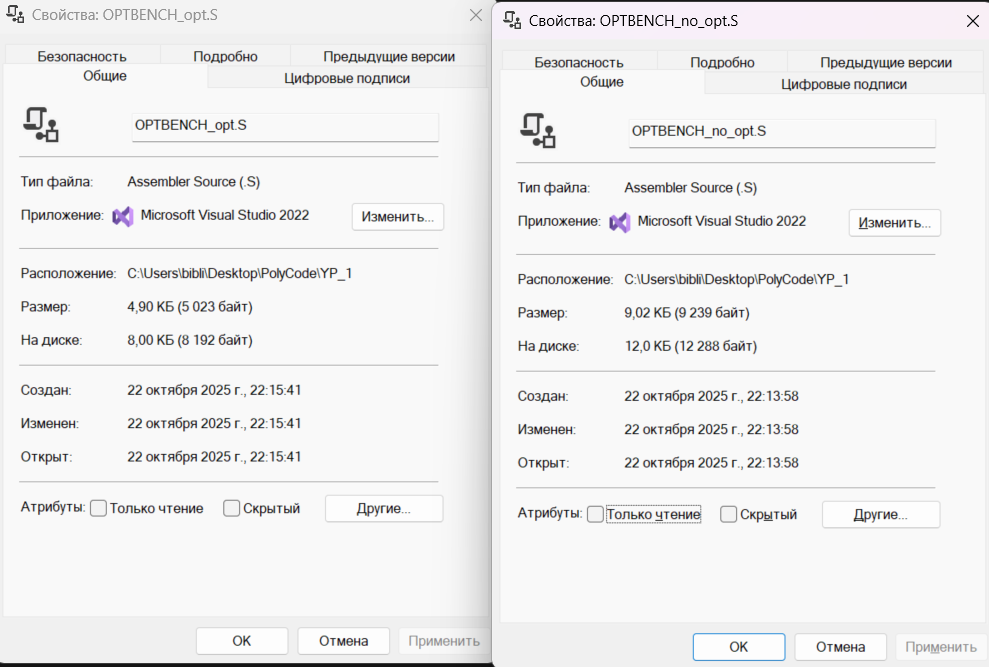 Свойства: OPTBENCH_opt.S
Безопасность Подробно Предыдущие версии
Общие Цифровые подписи
OPTBENCH_opt.S
Тип файла: Assembler Source (.S)
Приложение: Microsoft Visual Studio 2022 Изменить...
Расположение: C:\Users\bibli\Desktop\PolyCode\YP_1
Размер: 4,90 КБ (5 023 байт)
На диске: 8,00 КБ (8 192 байт)
Создан: 22 октября 2025 г., 22:15:41
Изменен: 22 октября 2025 г., 22:15:41
Открыт: 22 октября 2025 г., 22:15:41
Атрибуты: Только чтение Скрытый Другие...
OK Отмена Применить
Свойства: OPTBENCH_no_opt.S
Безопасность Подробно Предыдущие версии
Общие Цифровые подписи
OPTBENCH_no_opt.S
Тип файла: Assembler Source (.S)
Приложение: Microsoft Visual Studio 2022 Изменить...
Расположение: C:\Users\bibli\Desktop\PolyCode\YP_1
Размер: 9,02 КБ (9 239 байт)
На диске: 12,0 КБ (12 288 байт)
Создан: 22 октября 2025 г., 22:13:58
Изменен: 22 октября 2025 г., 22:13:58
Открыт: 22 октября 2025 г., 22:13:58
Атрибуты: Только чтение Скрытый Другие...
OK Отмена Применить